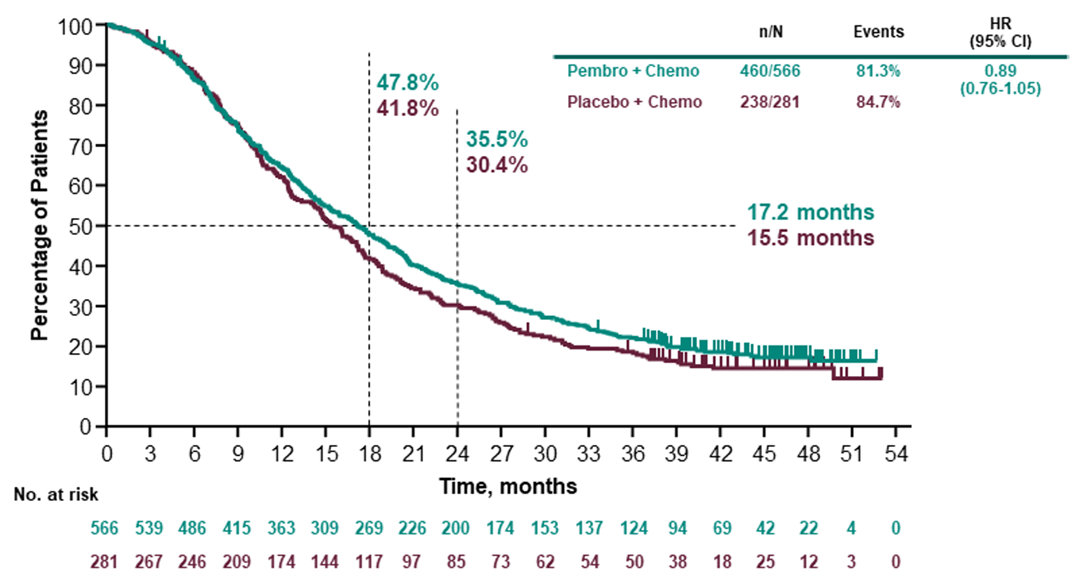 n/N Events HR
(95% CI)
Pembro + Chemo 460/566 81.3% 0.89
(0.76-1.05)
Placebo + Chemo 238/281 84.7%
Percentage of Patients
100
90
80
70
60
50
40
30
20
10
0
47.8%
41.8%
35.5%
30.4%
17.2 months
15.5 months
0 3 6 9 12 15 18 21 24 27 30 33 36 39 42 45 48 51 54
Time, months
No. at risk
566 539 486 415 363 309 269 226 200 174 153 137 124 94 69 42 22 4 0
281 267 246 209 174 144 117 97 85 73 62 54 50 38 18 25 12 3 0